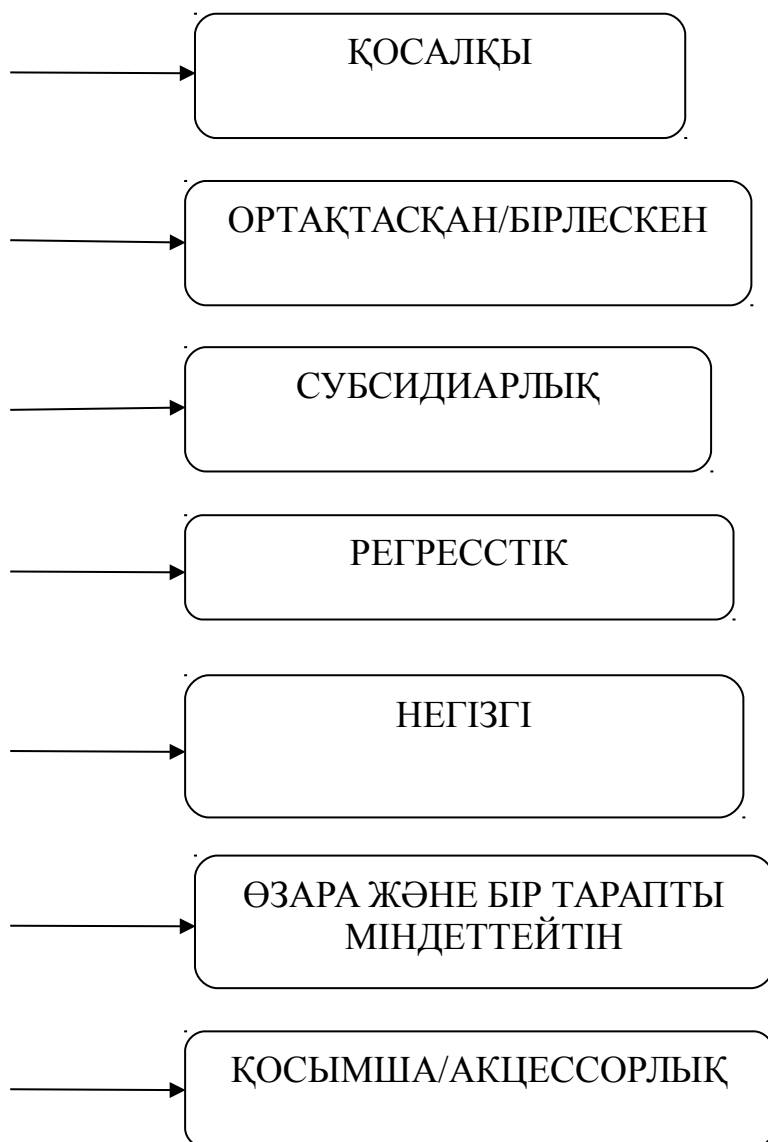 ҚОСАЛҚЫ
ОРТАҚТАСҚАН/БІРЛЕСКЕН
СУБСИДИАРЛЫҚ
РЕГРЕССТІК
НЕГІЗГІ
ӨЗАРА ЖӘНЕ БІР ТАРАПТЫ
МІНДЕТТЕЙТІН
ҚОСЫМША/АКЦЕССОРЛЫҚ